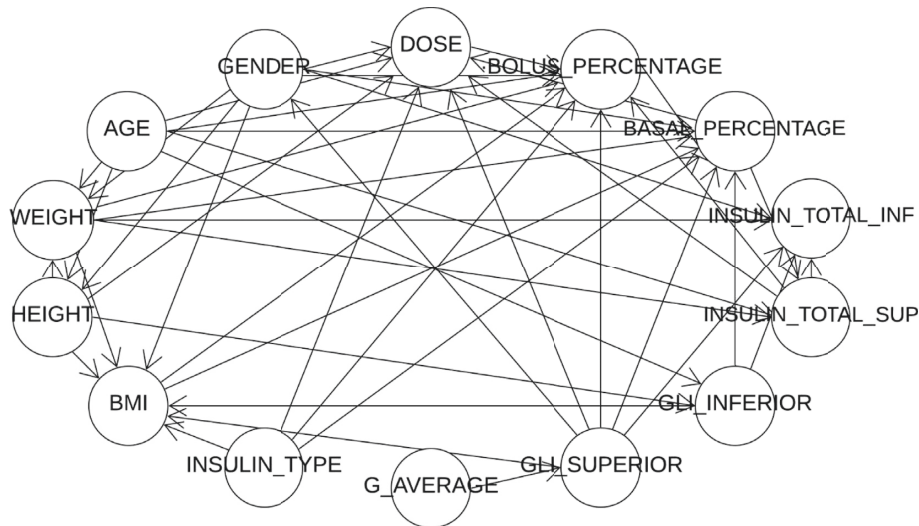 DOSE
GENDER
BOLUS_PERCENTAGE
AGE
BASAL_PERCENTAGE
WEIGHT
INSULIN_TOTAL_INF
HEIGHT
INSULIN_TOTAL_SUP
BMI
GLI_INFERIOR
INSULIN_TYPE
GLI_SUPERIOR
G_AVERAGE